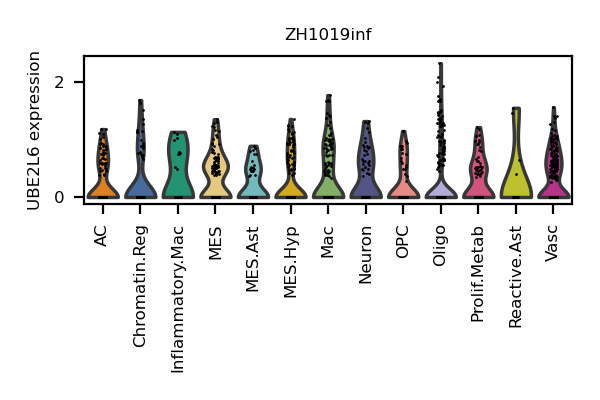 ZH1019inf
UBE2L6 expression
2
0
AC
Chromatin.Reg
Inflammatory.Mac
MES
MES.Ast
MES.Hyp
Mac
Neuron
OPC
Oligo
Prolif.Metab
Reactive.Ast
Vasc